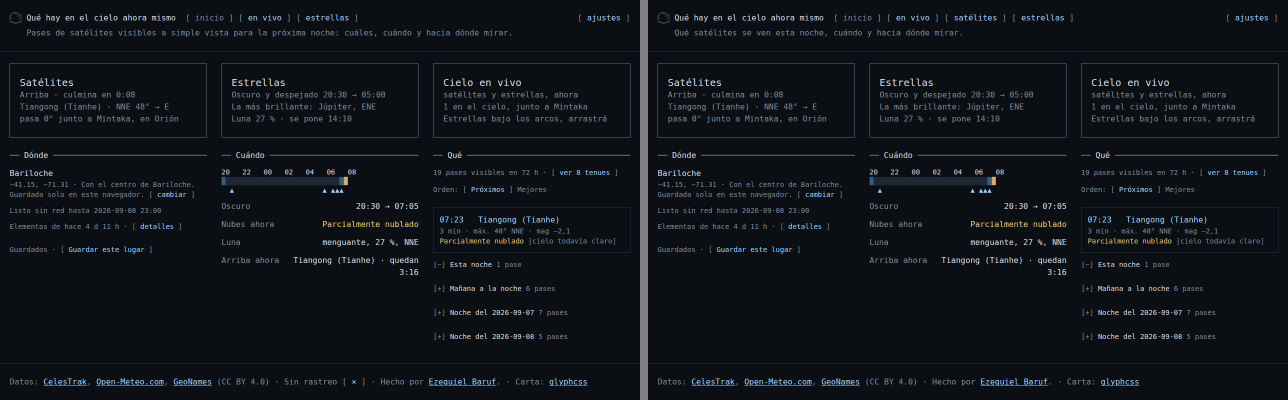 Qué hay en el cielo ahora mismo [ inicio ] [ en vivo ] [ estrellas ] [ ajustes ]
Pases de satélites visibles a simple vista para la próxima noche: cuáles, cuándo y hacia dónde mirar.
Satélites
Arriba · culmina en 0:08
Tiangong (Tianhe) · NNE 48° → E
pasa 0° junto a Mintaka, en Orión
Estrellas
Oscuro y despejado 20:30 → 05:00
La más brillante: Júpiter, ENE
Luna 27 % · se pone 14:10
Cielo en vivo
satélites y estrellas, ahora
1 en el cielo, junto a Mintaka
Estrellas bajo los arcos, arrastrá
Dónde
Bariloche
−41.15, −71.31 · Con el centro de Bariloche.
Guardada solo en este navegador. [ cambiar ]
Listo sin red hasta 2026-09-08 23:00
Elementos de hace 4 d 11 h · [ detalles ]
Guardados · [ Guardar este lugar ]
Cuándo
20 22 00 02 04 06 08
Oscuro 20:30 → 07:05
Nubes ahora Parcialmente nublado
Luna menguante, 27 %, NNE
Arriba ahora Tiangong (Tianhe) · quedan
3:16
Qué
19 pases visibles en 72 h · [ ver 8 tenues ]
Orden: [ Próximos ] Mejores
07:23 Tiangong (Tianhe)
3 min · máx. 48° NNE · mag −2,1
Parcialmente nublado [cielo todavía claro]
[−] Esta noche 1 pase
[+] Mañana a la noche 6 pases
[+] Noche del 2026-09-07 7 pases
[+] Noche del 2026-09-08 5 pases
Datos: CelesTrak, Open-Meteo.com, GeoNames (CC BY 4.0) · Sin rastreo [ × ] · Hecho por Ezequiel Baruf. · Carta: glyphcss
Qué hay en el cielo ahora mismo [ inicio ] [ en vivo ] [ satélites ] [ estrellas ] [ ajustes ]
Qué satélites se ven esta noche, cuándo y hacia dónde mirar.
Satélites
Arriba · culmina en 0:08
Tiangong (Tianhe) · NNE 48° → E
pasa 0° junto a Mintaka, en Orión
Estrellas
Oscuro y despejado 20:30 → 05:00
La más brillante: Júpiter, ENE
Luna 27 % · se pone 14:10
Cielo en vivo
satélites y estrellas, ahora
1 en el cielo, junto a Mintaka
Estrellas bajo los arcos, arrastrá
Dónde
Bariloche
−41.15, −71.31 · Con el centro de Bariloche.
Guardada solo en este navegador. [ cambiar ]
Listo sin red hasta 2026-09-08 23:00
Elementos de hace 4 d 11 h · [ detalles ]
Guardados · [ Guardar este lugar ]
Cuándo
20 22 00 02 04 06 08
Oscuro 20:30 → 07:05
Nubes ahora Parcialmente nublado
Luna menguante, 27 %, NNE
Arriba ahora Tiangong (Tianhe) · quedan
3:16
Qué
19 pases visibles en 72 h · [ ver 8 tenues ]
Orden: [ Próximos ] Mejores
07:23 Tiangong (Tianhe)
3 min · máx. 48° NNE · mag −2,1
Parcialmente nublado [cielo todavía claro]
[−] Esta noche 1 pase
[+] Mañana a la noche 6 pases
[+] Noche del 2026-09-07 7 pases
[+] Noche del 2026-09-08 5 pases
Datos: CelesTrak, Open-Meteo.com, GeoNames (CC BY 4.0) · Hecho por Ezequiel Baruf. · Carta: glyphcss